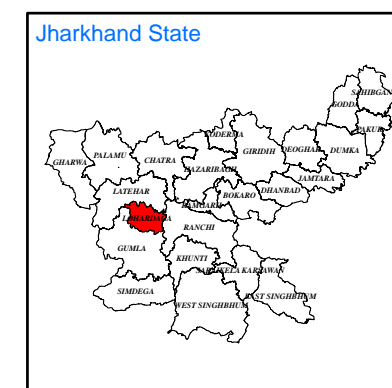 Jharkhand State
SAHIBGAN
GODDA
PAKUR
KODERMA
GIRIDIH
DEOGHAR
DUMKA
GHARWA
PALAMU
CHATRA
HAZARIBAGH
JAMTARA
LATEHAR
BOKARO
DHANBAD
RAMGARH
LOHARDAGA
RANCHI
GUMLA
KHUNTI
SARAIKELA KARSAWAN
SIMDEGA
WEST SINGHBHUM
EAST SINGHBHUM